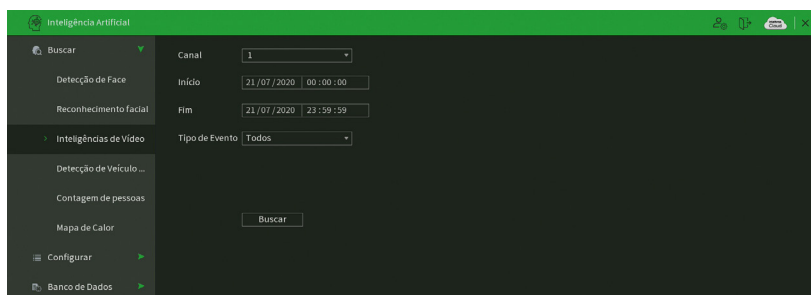 Inteligência Artificial
Buscar
Detecção de Face
Reconhecimento facial
Inteligências de Vídeo
Detecção de Veículo ...
Contagem de pessoas
Mapa de Calor
Configurar
Banco de Dados
Canal 1
Início 21/07/2020 00:00:00
Fim 21/07/2020 23:59:59
Tipo de Evento Todos
Buscar